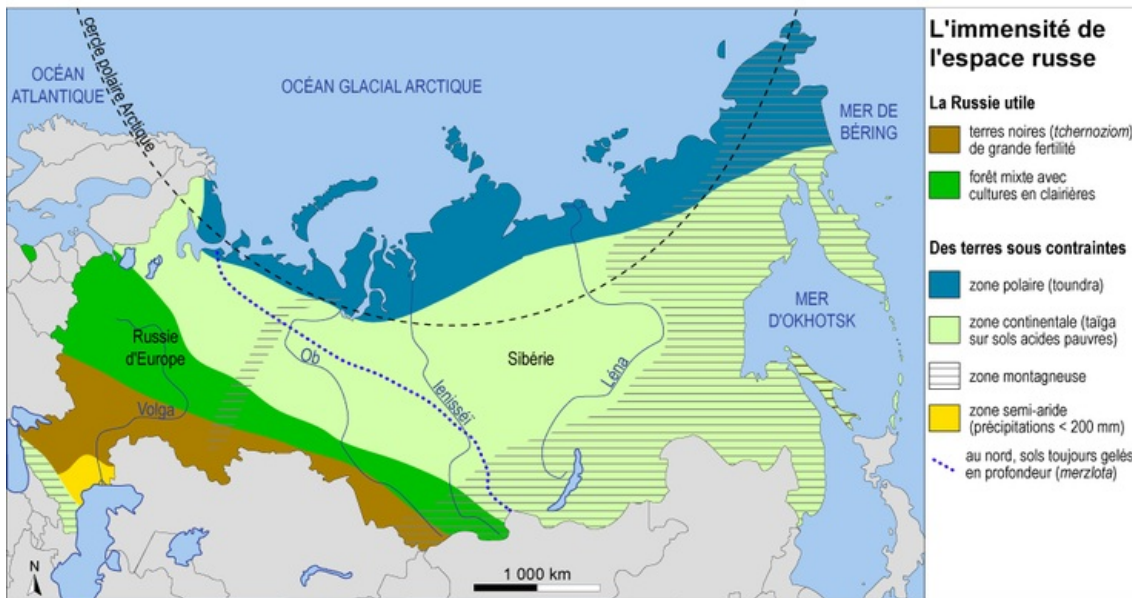 L'immensité de
l'espace russe
La Russie utile
terres noires (tchernoziom)
de grande fertilité
forêt mixte avec
cultures en clairières
Des terres sous contraintes
zone polaire (toundra)
zone continentale (taïga
sur sols acides pauvres)
zone montagneuse
zone semi-aride
(précipitations < 200 mm)
au nord, sols toujours gelés
en profondeur (merzlota)
OCÉAN
ATLANTIQUE
cercle polaire Arctique
OCÉAN GLACIAL ARCTIQUE
MER DE
BÉRING
MER
D'OKHOTSK
Russie
d'Europe
Volga
Ob
Ienisséï
Sibérie
Léna
N
1 000 km